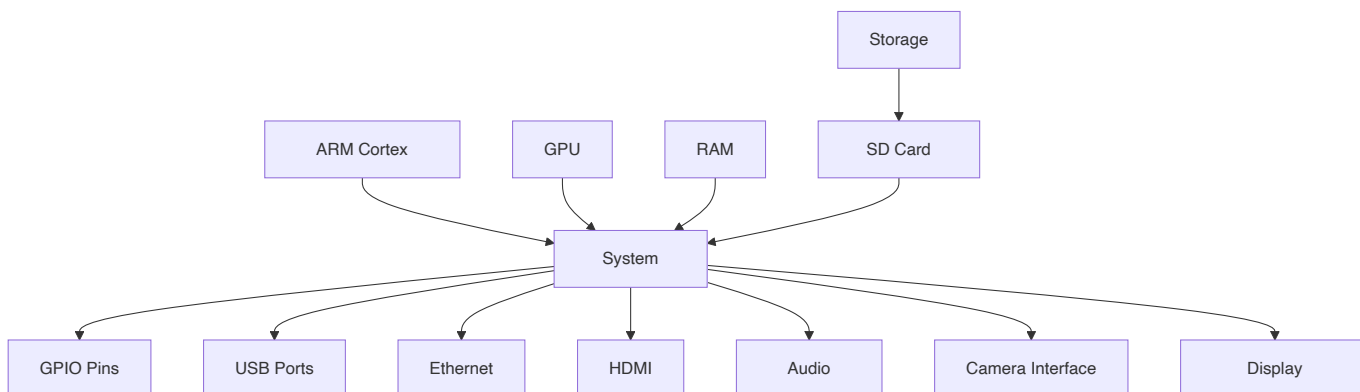 Storage
ARM Cortex
GPU
RAM
SD Card
System
GPIO Pins
USB Ports
Ethernet
HDMI
Audio
Camera Interface
Display